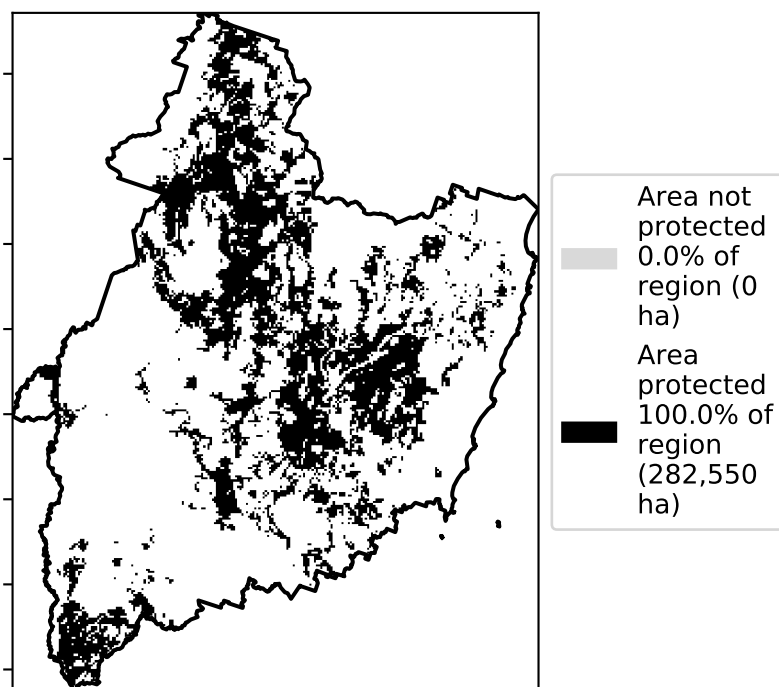 Area not
protected
0.0% of
region (0
ha)
Area
protected
100.0% of
region
(282,550
ha)